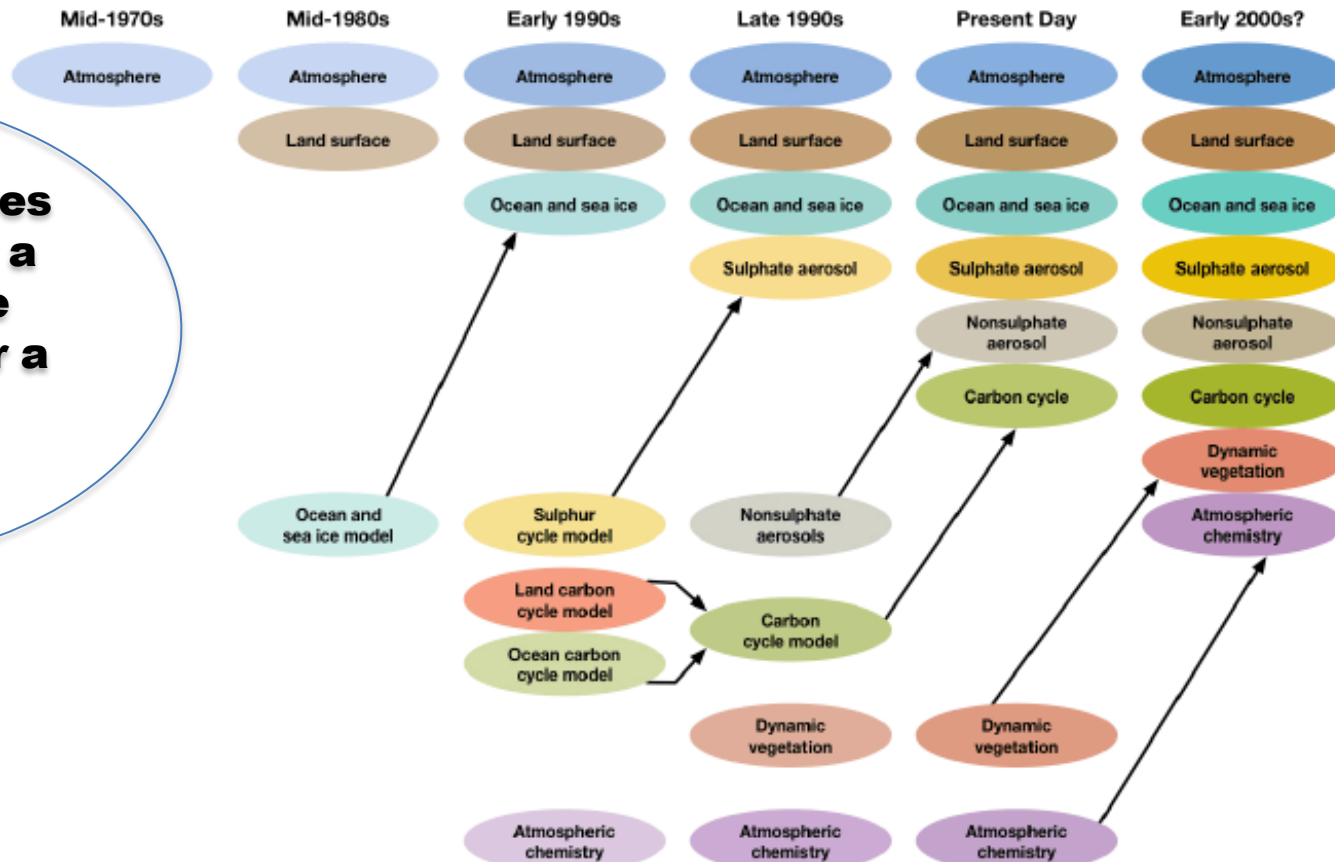 Mid-1970s
Mid-1980s
Early 1990s
Late 1990s
Present Day
Early 2000s?
Atmosphere
Atmosphere
Atmosphere
Atmosphere
Atmosphere
Atmosphere
Land surface
Land surface
Land surface
Land surface
Land surface
a
r a
Ocean and sea ice
Ocean and sea ice
Ocean and sea ice
Ocean and sea ice
Sulphate aerosol
Sulphate aerosol
Sulphate aerosol
Nonsulphate
aerosol
Nonsulphate
aerosol
Carbon cycle
Carbon cycle
Dynamic
vegetation
Ocean and
sea ice model
Sulphur
cycle model
Nonsulphate
aerosols
Atmospheric
chemistry
Land carbon
cycle model
Carbon
cycle model
Ocean carbon
cycle model
Dynamic
vegetation
Dynamic
vegetation
Atmospheric
chemistry
Atmospheric
chemistry
Atmospheric
chemistry